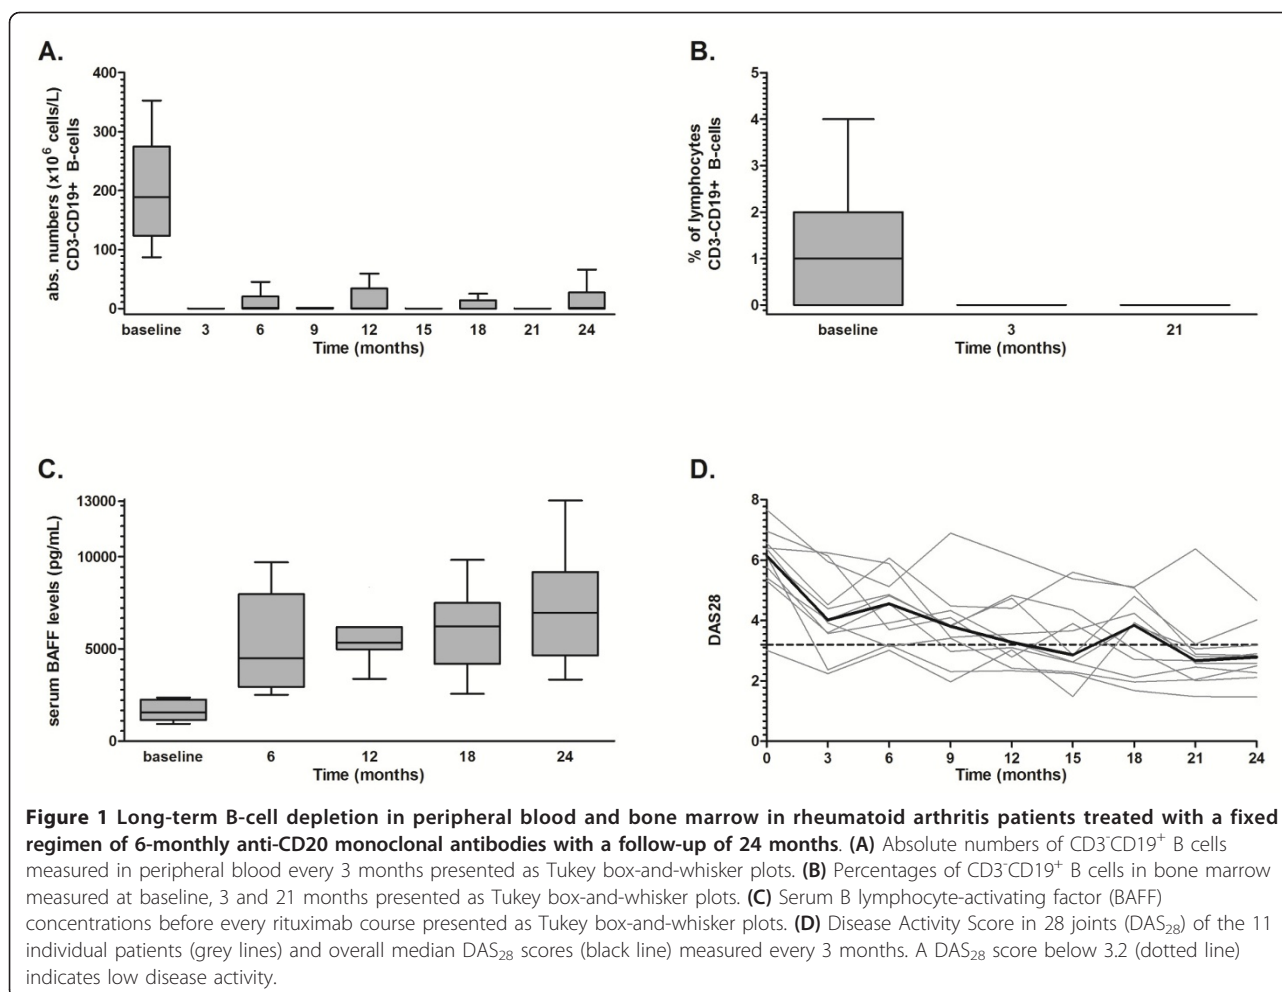 A.
abs. numbers (x10⁶ cells/L)
CD3-CD19+ B-cells
400
300
200
100
0
baseline 3 6 9 12 15 18 21 24
Time (months)
B.
% of lymphocytes
CD3-CD19+ B-cells
5
4
3
2
1
0
baseline 3 21
Time (months)
C.
serum BAFF levels (pg/mL)
13000
10000
5000
0
baseline 6 12 18 24
Time (months)
D.
DAS28
8
6
4
2
0
0 3 6 9 12 15 18 21 24
Time (months)
Figure 1 Long-term B-cell depletion in peripheral blood and bone marrow in rheumatoid arthritis patients treated with a fixed
regimen of 6-monthly anti-CD20 monoclonal antibodies with a follow-up of 24 months. (A) Absolute numbers of CD3⁻CD19⁺ B cells
measured in peripheral blood every 3 months presented as Tukey box-and-whisker plots. (B) Percentages of CD3⁻CD19⁺ B cells in bone marrow
measured at baseline, 3 and 21 months presented as Tukey box-and-whisker plots. (C) Serum B lymphocyte-activating factor (BAFF)
concentrations before every rituximab course presented as Tukey box-and-whisker plots. (D) Disease Activity Score in 28 joints (DAS₂₈) of the 11
individual patients (grey lines) and overall median DAS₂₈ scores (black line) measured every 3 months. A DAS₂₈ score below 3.2 (dotted line)
indicates low disease activity.